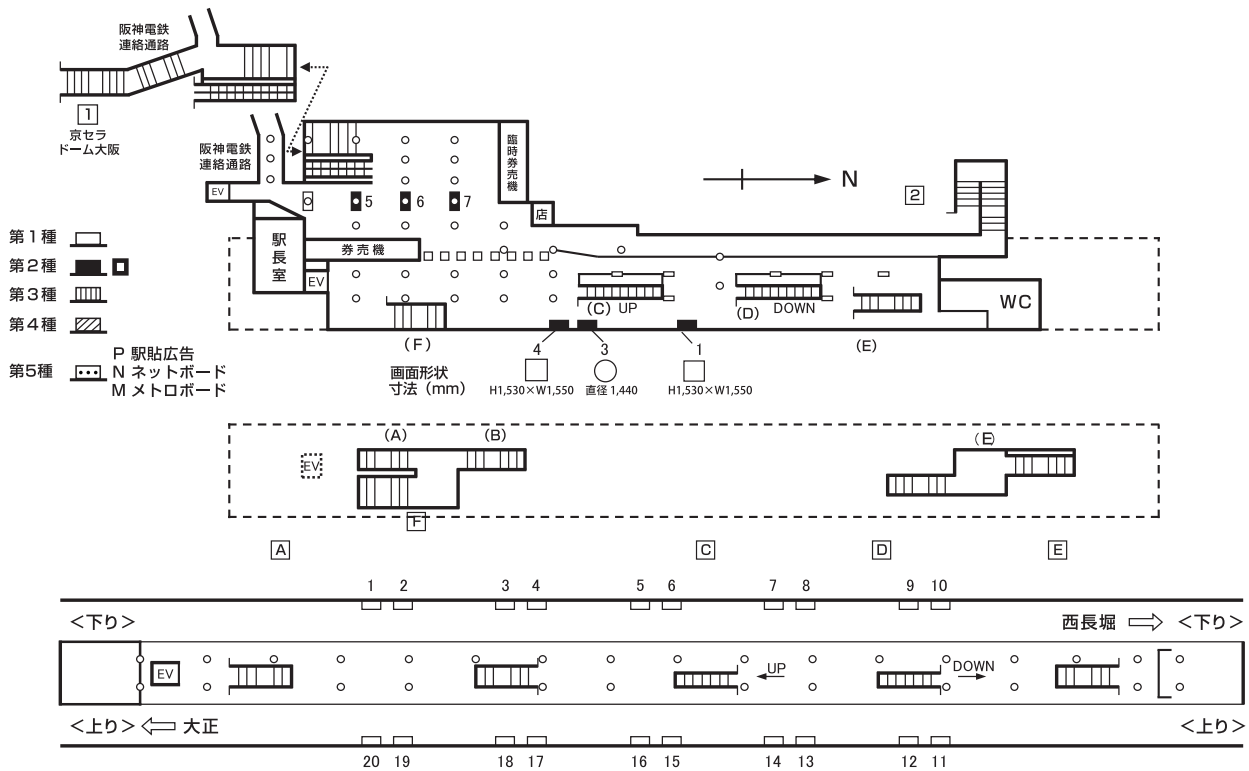 阪神電鉄
連絡通路
1
京セラ
ドーム大阪
阪神電鉄
連絡通路
臨時券売機
N
2
EV
5
6
7
店
第1種
第2種
第3種
第4種
第5種
P 駅貼広告
N ネットボード
M メトロボード
駅長室
券売機
EV
WC
(C) UP
(D) DOWN
(F)
(E)
4
3
1
画面形状
寸法(mm)
H1,530×W1,550
直径1,440
H1,530×W1,550
(A)
(B)
(E)
EV
F
A
C
D
E
1 2 3 4 5 6 7 8 9 10
<下り>
西長堀 ⇨ <下り>
EV
UP
DOWN
<上り> ⇦ 大正
<上り>
20 19 18 17 16 15 14 13 12 11